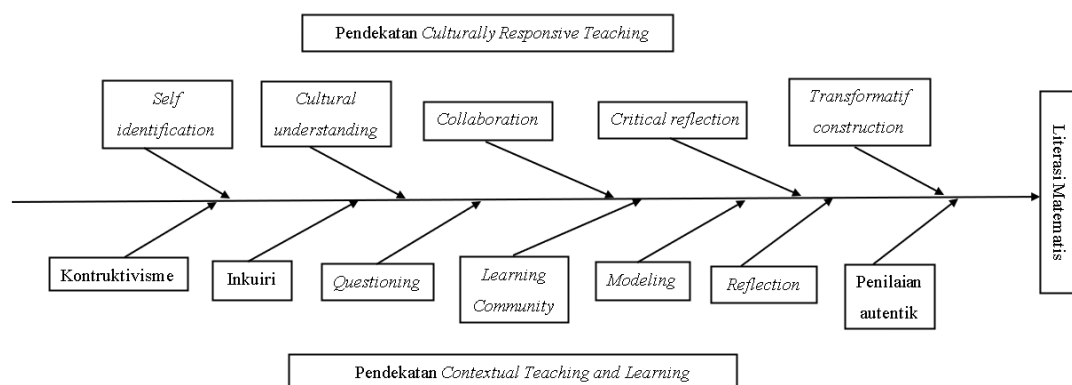 Pendekatan Culturally Responsive Teaching
Self
identification
Cultural
understanding
Collaboration
Critical reflection
Transformatif
construction
Literasi Matematis
Kontruktivisme
Inkuiri
Questioning
Learning
Community
Modeling
Reflection
Penilaian
autentik
Pendekatan Contextual Teaching and Learning